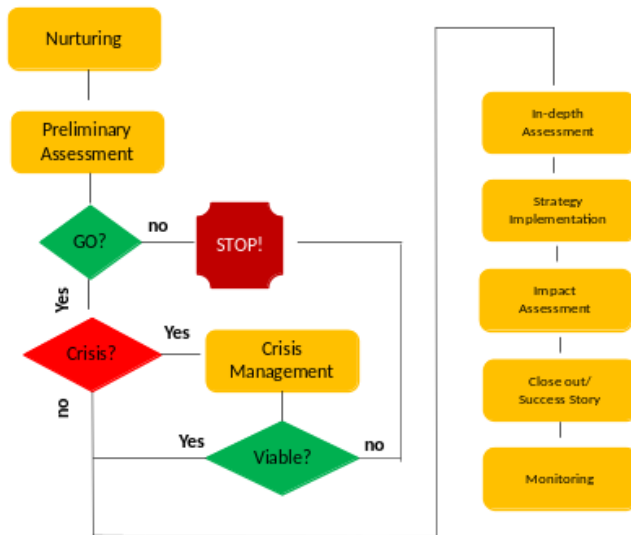 Nurturing
Preliminary
Assessment
GO?
no
STOP!
Yes
Crisis?
Yes
Crisis
Management
no
Yes
Viable?
no
In-depth
Assessment
Strategy
Implementation
Impact
Assessment
Close out/
Success Story
Monitoring